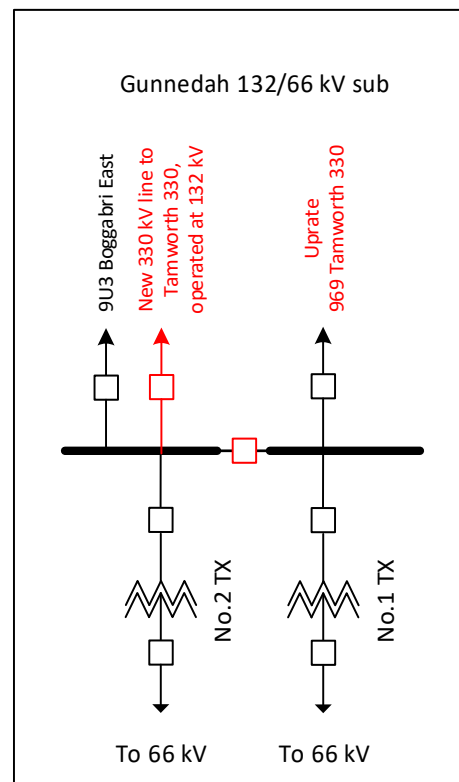 Gunnedah 132/66 kV sub
9U3 Boggabri East
New 330 kV line to
Tamworth 330,
operated at 132 kV
Uprate
969 Tamworth 330
No.2 TX
No.1 TX
To 66 kV
To 66 kV